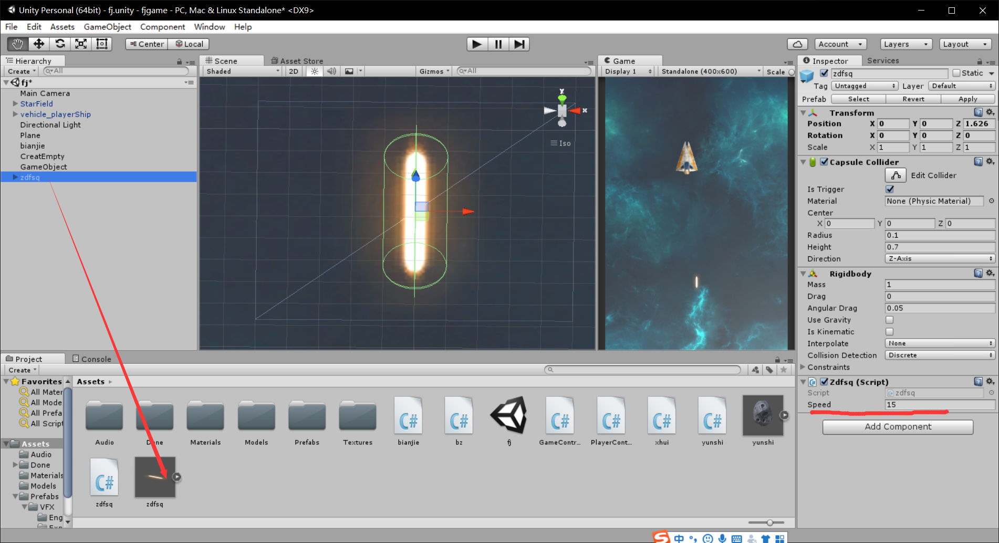 Unity Personal (64bit) - fj.unity - fjgame - PC, Mac & Linux Standalone* <DX9>
File Edit Assets GameObject Component Window Help
Center Local Account Layers Layout
Hierarchy
Create All
fj*
Main Camera
StarField
vehicle_playerShip
Directional Light
Plane
bianjie
CreatEmpty
GameObject
zdfsq
Scene Asset Store
Shaded 2D Gizmos All
y
x
Iso
Game
Display 1 Standalone (400x600) Scale
Inspector Services
zdfsq Static
Tag Untagged Layer Default
Prefab Select Revert Apply
Transform
Position X 0 Y 0 Z 1.626
Rotation X 0 Y 0 Z 0
Scale X 1 Y 1 Z 1
Capsule Collider
Edit Collider
Is Trigger
Material None (Physic Material)
Center
X 0 Y 0 Z 0
Radius 0.1
Height 0.7
Direction Z-Axis
Rigidbody
Mass 1
Drag 0
Angular Drag 0.05
Use Gravity
Is Kinematic
Interpolate None
Collision Detection Discrete
Constraints
Zdfsq (Script)
Script zdfsq
Speed 15
Add Component
Project Console
Create
Favorites
All Mater
All Mode
All Prefa
All Script
Assets
Audio
Done
Materials
Models
Prefabs
VFX
Eng
Exp
Assets
C# C# C# C# C# C#
Audio Done Materials Models Prefabs Textures bianjie bz fj GameContr... PlayerCont... xhui yunshi yunshi
C#
zdfsq zdfsq
S 中